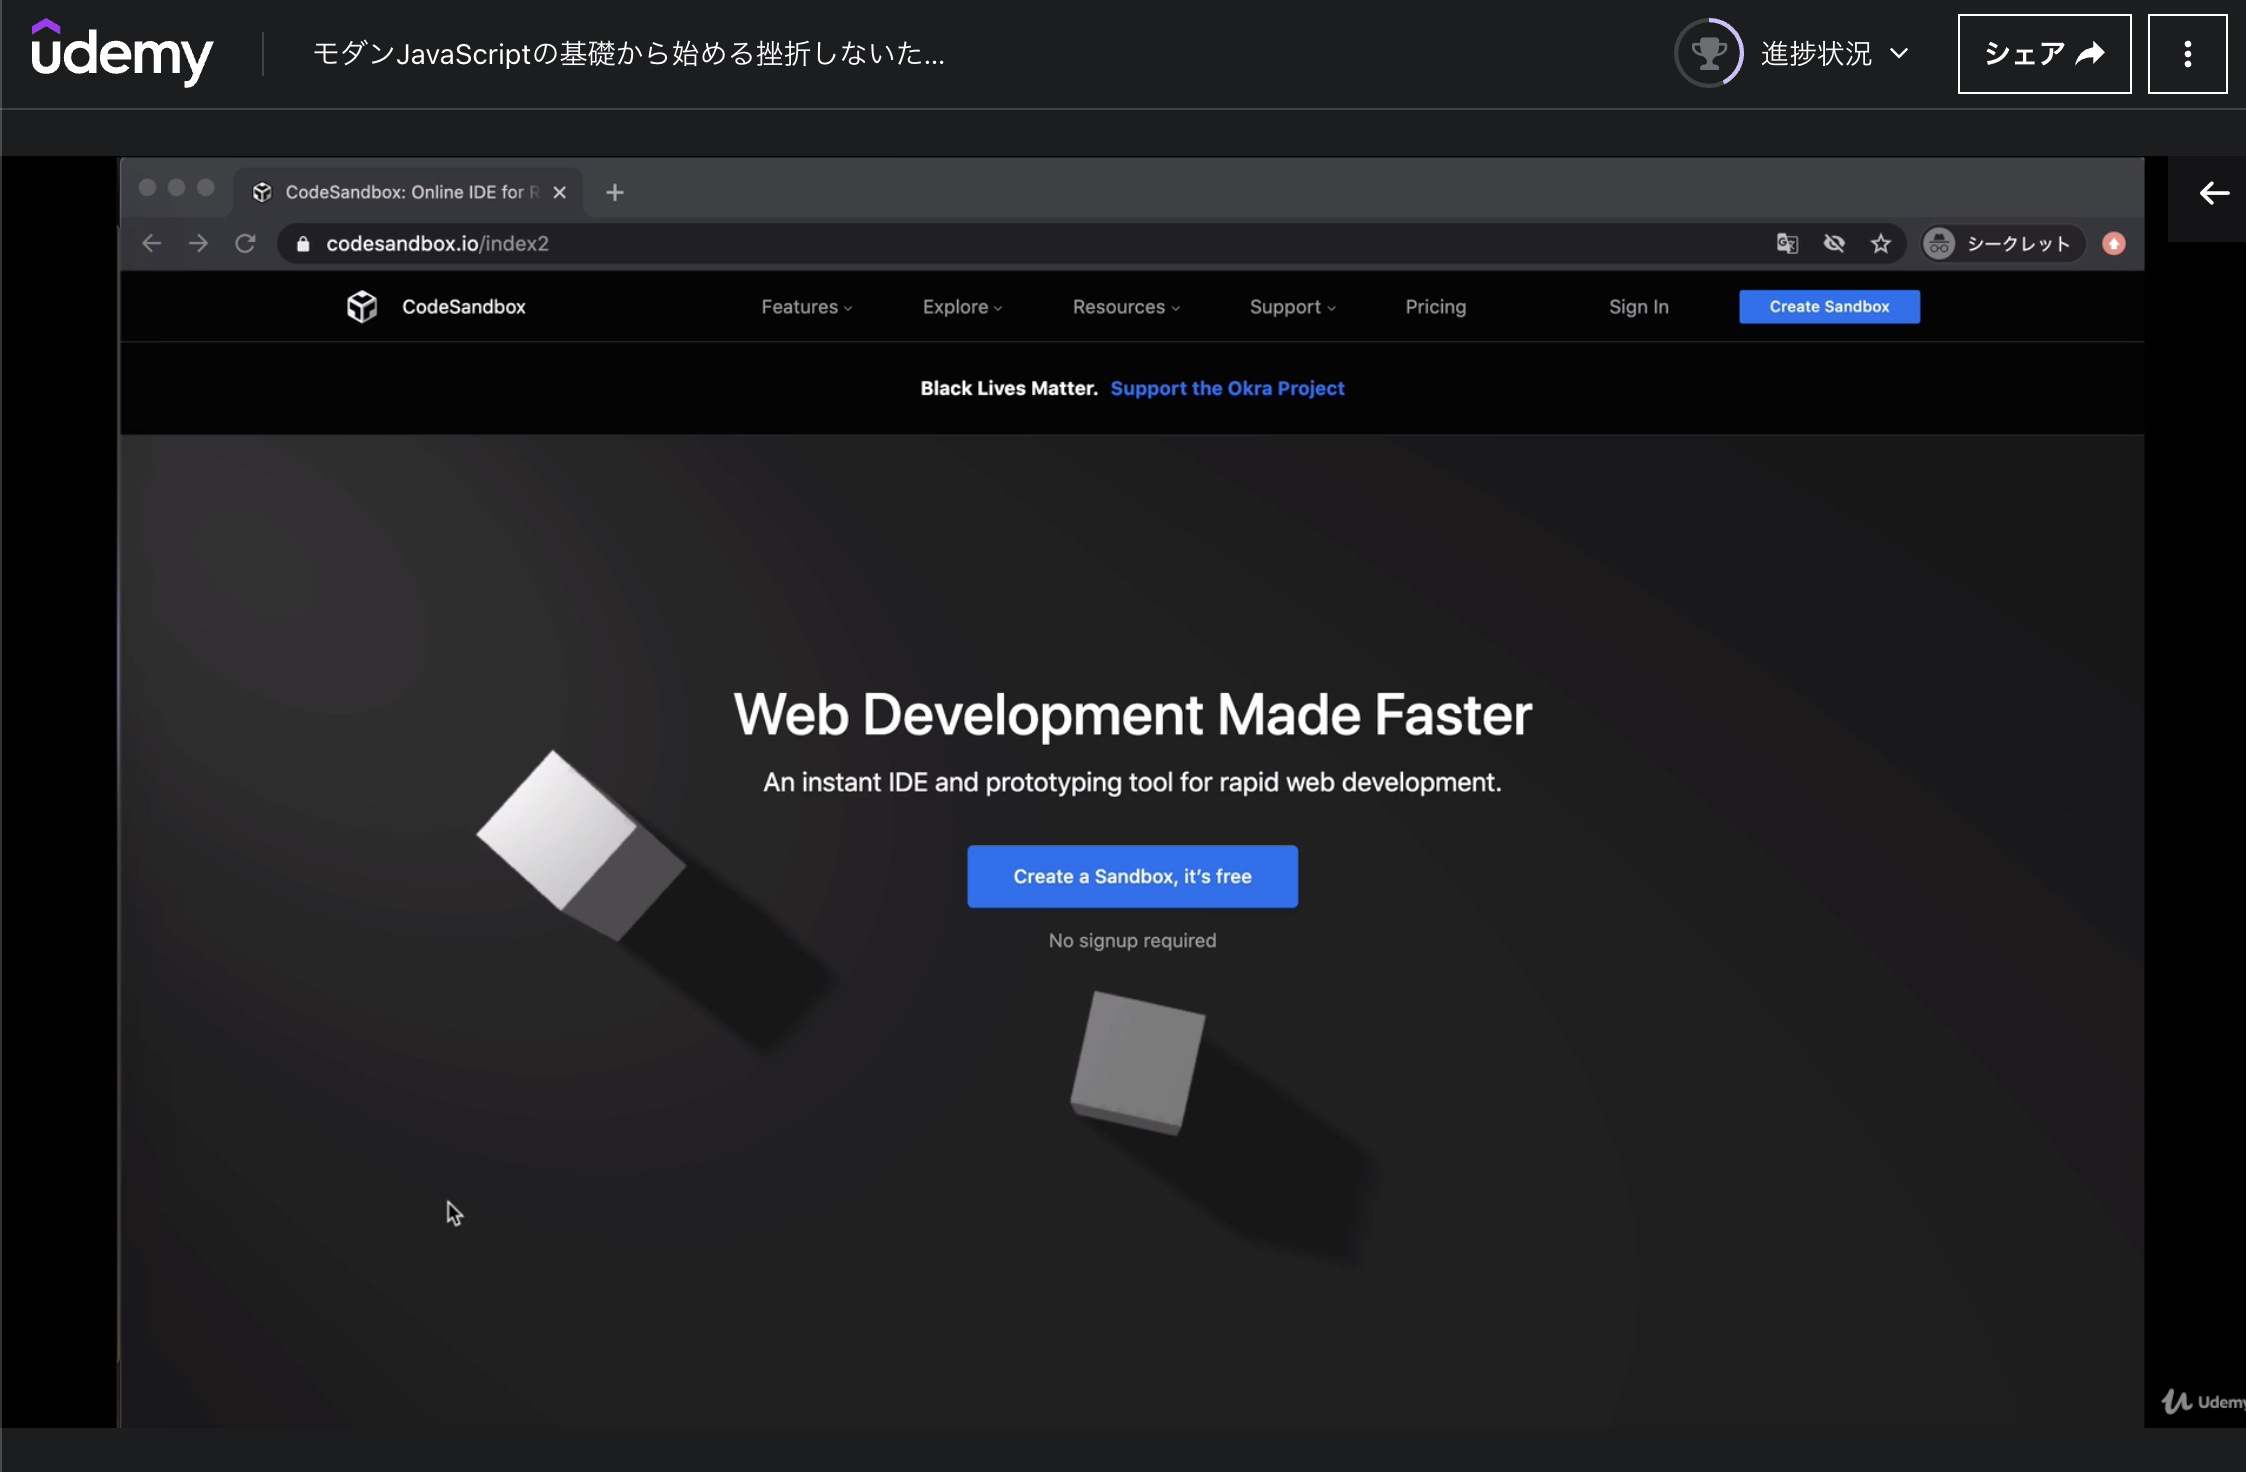 udemy
モダンJavaScriptの基礎から始める挫折しないた...
進捗状況
シェア
CodeSandbox: Online IDE for R
codesandbox.io/index2
シークレット
CodeSandbox
Features
Explore
Resources
Support
Pricing
Sign In
Create Sandbox
Black Lives Matter. Support the Okra Project
Web Development Made Faster
An instant IDE and prototyping tool for rapid web development.
Create a Sandbox, it's free
No signup required
Udemy